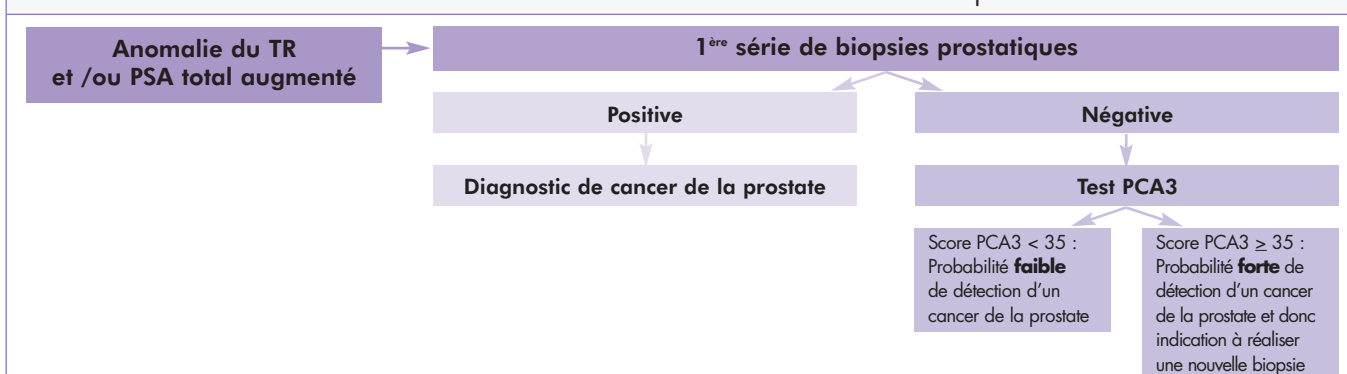 Anomalie du TR
et /ou PSA total augmenté
1ère série de biopsies prostatiques
Positive
Négative
Diagnostic de cancer de la prostate
Test PCA3
Score PCA3 < 35 :
Probabilité faible
de détection d'un
cancer de la prostate
Score PCA3 ≥ 35 :
Probabilité forte de
détection d'un cancer
de la prostate et donc
indication à réaliser
une nouvelle biopsie